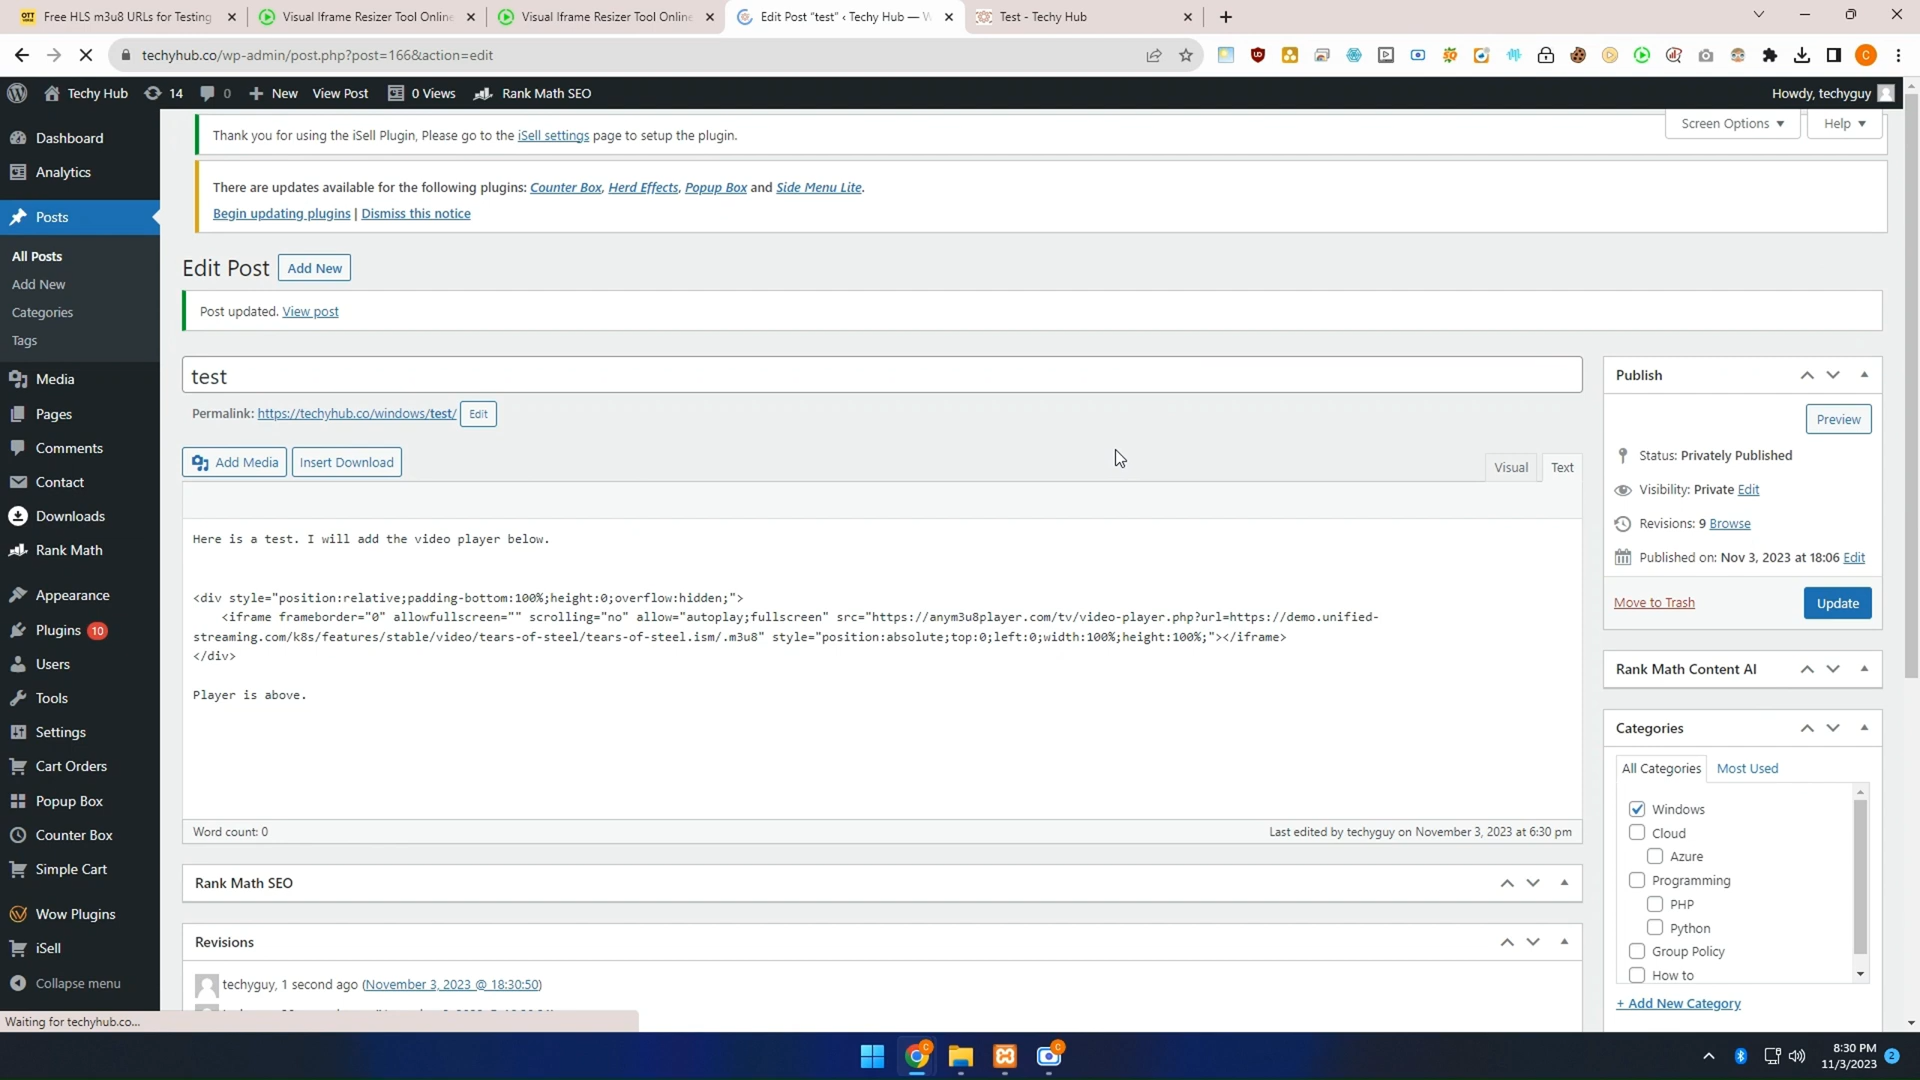 Free HLS m3u8 URLs for Testing
Visual Iframe Resizer Tool Online
Visual Iframe Resizer Tool Online
Edit Post “test” ‹ Techy Hub — W
Test - Techy Hub
techyhub.co/wp-admin/post.php?post=166&action=edit
Techy Hub
14
0
New
View Post
0 Views
Rank Math SEO
Howdy, techyguy
Screen Options
Help
Thank you for using the iSell Plugin, Please go to the iSell settings page to setup the plugin.
There are updates available for the following plugins: Counter Box, Herd Effects, Popup Box and Side Menu Lite.
Begin updating plugins | Dismiss this notice
Dashboard
Analytics
Posts
All Posts
Add New
Categories
Tags
Media
Pages
Comments
Contact
Downloads
Rank Math
Appearance
Plugins 10
Users
Tools
Settings
Cart Orders
Popup Box
Counter Box
Simple Cart
Wow Plugins
iSell
Collapse menu
Edit Post
Add New
Post updated. View post
test
Permalink: https://techyhub.co/windows/test/ Edit
Add Media
Insert Download
Visual
Text
Here is a test. I will add the video player below.
<div style="position:relative;padding-bottom:100%;height:0;overflow:hidden;">
<iframe frameborder="0" allowfullscreen="" scrolling="no" allow="autoplay;fullscreen" src="https://anym3u8player.com/tv/video-player.php?url=https://demo.unified-
streaming.com/k8s/features/stable/video/tears-of-steel/tears-of-steel.ism/.m3u8" style="position:absolute;top:0;left:0;width:100%;height:100%;"></iframe>
</div>
Player is above.
Word count: 0
Last edited by techyguy on November 3, 2023 at 6:30 pm
Rank Math SEO
Revisions
techyguy, 1 second ago (November 3, 2023 @ 18:30:50)
Publish
Preview
Status: Privately Published
Visibility: Private Edit
Revisions: 9 Browse
Published on: Nov 3, 2023 at 18:06 Edit
Move to Trash
Update
Rank Math Content AI
Categories
All Categories
Most Used
Windows
Cloud
Azure
Programming
PHP
Python
Group Policy
How to
+ Add New Category
Waiting for techyhub.co...
8:30 PM
11/3/2023
2